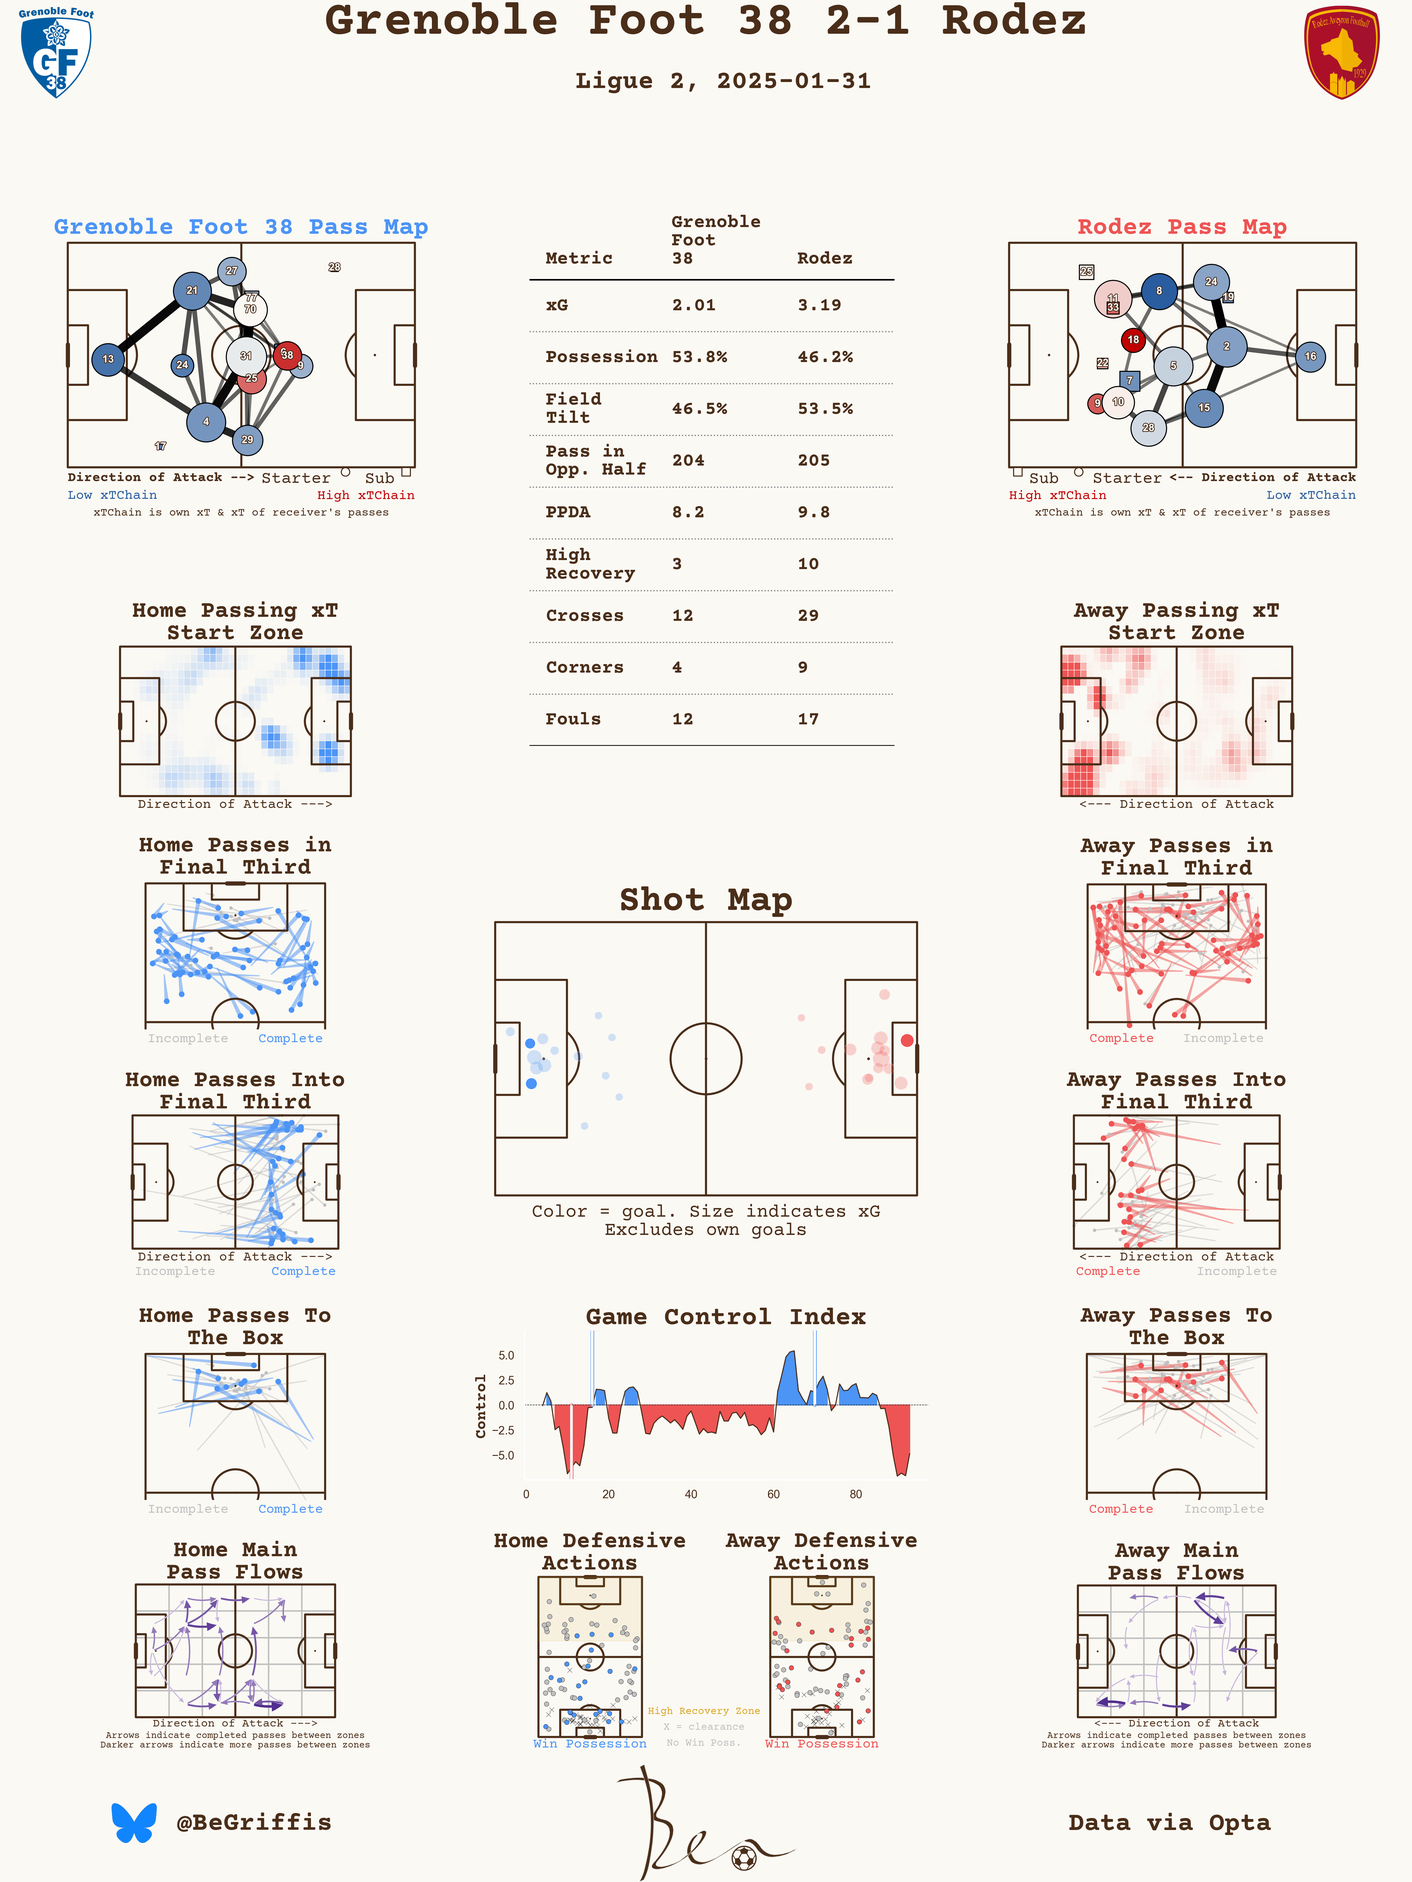 Grenoble Foot 38 2-1 Rodez
Ligue 2, 2025-01-31
Grenoble Foot
GF
38
Rodez Aveyron Football
1929
Grenoble Foot 38 Pass Map
27
28
21
77
70
13
24
31
38
9
25
4
29
17
Direction of Attack --> Starter Sub
Low xTChain High xTChain
xTChain is own xT & xT of receiver's passes
Metric Grenoble Foot 38 Rodez
xG 2.01 3.19
Possession 53.8% 46.2%
Field Tilt 46.5% 53.5%
Pass in Opp. Half 204 205
PPDA 8.2 9.8
High Recovery 3 10
Crosses 12 29
Corners 4 9
Fouls 12 17
Rodez Pass Map
25
11
33
8
24
19
18
2
16
22
5
7
9
10
15
28
Sub Starter <-- Direction of Attack
High xTChain Low xTChain
xTChain is own xT & xT of receiver's passes
Home Passing xT
Start Zone
Direction of Attack --->
Away Passing xT
Start Zone
<--- Direction of Attack
Home Passes in
Final Third
Incomplete Complete
Away Passes in
Final Third
Complete Incomplete
Shot Map
Color = goal. Size indicates xG
Excludes own goals
Home Passes Into
Final Third
Direction of Attack --->
Incomplete Complete
Away Passes Into
Final Third
<--- Direction of Attack
Complete Incomplete
Home Passes To
The Box
Incomplete Complete
Game Control Index
Control
5.0
2.5
0.0
−2.5
−5.0
0 20 40 60 80
Away Passes To
The Box
Complete Incomplete
Home Main
Pass Flows
Direction of Attack --->
Arrows indicate completed passes between zones
Darker arrows indicate more passes between zones
Home Defensive
Actions
Win Possession
Away Defensive
Actions
Win Possession
High Recovery Zone
X = clearance
No Win Poss.
Away Main
Pass Flows
<--- Direction of Attack
Arrows indicate completed passes between zones
Darker arrows indicate more passes between zones
@BeGriffis
Ben
Data via Opta